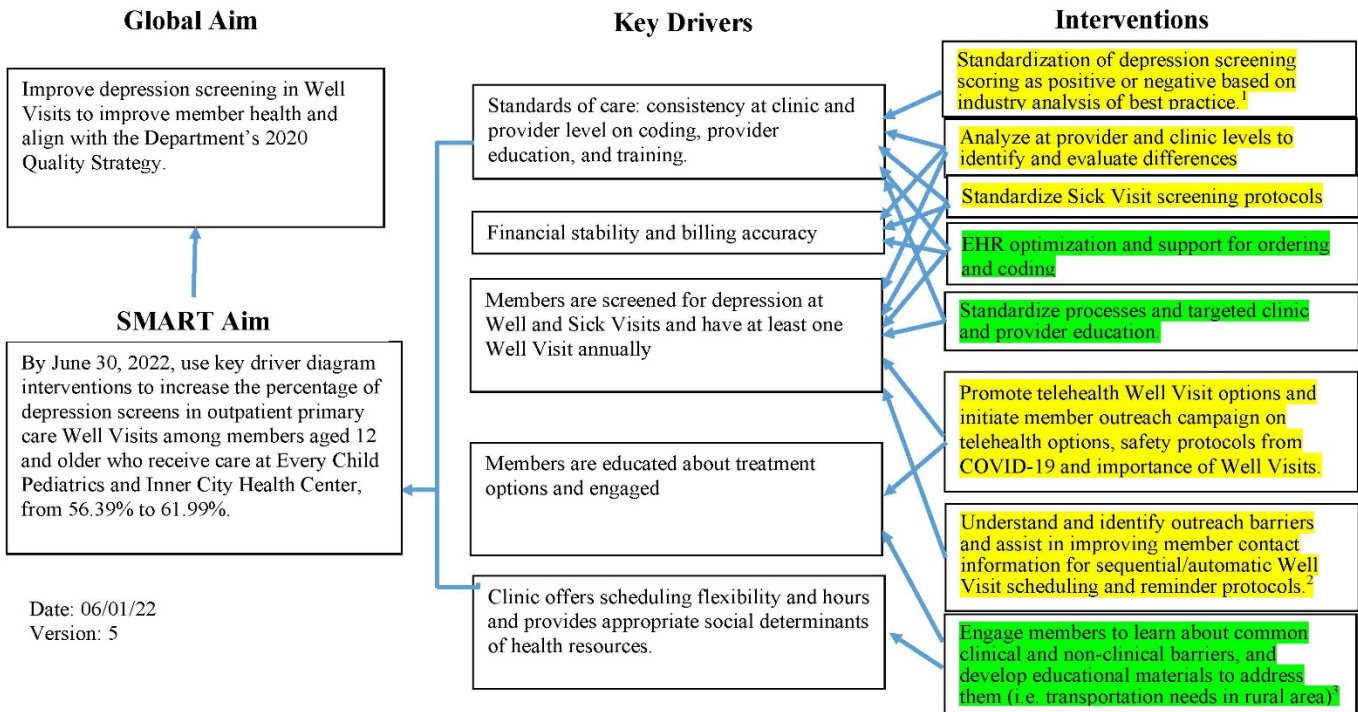 Global Aim
Improve depression screening in Well
Visits to improve member health and
align with the Department's 2020
Quality Strategy.
SMART Aim
By June 30, 2022, use key driver diagram
interventions to increase the percentage of
depression screens in outpatient primary
care Well Visits among members aged 12
and older who receive care at Every Child
Pediatrics and Inner City Health Center,
from 56.39% to 61.99%.
Date: 06/01/22
Version: 5
Key Drivers
Standards of care: consistency at clinic and
provider level on coding, provider
education, and training.
Financial stability and billing accuracy
Members are screened for depression at
Well and Sick Visits and have at least one
Well Visit annually
Members are educated about treatment
options and engaged
Clinic offers scheduling flexibility and hours
and provides appropriate social determinants
of health resources.
Interventions
Standardization of depression screening
scoring as positive or negative based on
industry analysis of best practice.¹
Analyze at provider and clinic levels to
identify and evaluate differences
Standardize Sick Visit screening protocols
EHR optimization and support for ordering
and coding
Standardize processes and targeted clinic
and provider education.
Promote telehealth Well Visit options and
initiate member outreach campaign on
telehealth options, safety protocols from
COVID-19 and importance of Well Visits.
Understand and identify outreach barriers
and assist in improving member contact
information for sequential/automatic Well
Visit scheduling and reminder protocols.²
Engage members to learn about common
clinical and non-clinical barriers, and
develop educational materials to address
them (i.e. transportation needs in rural area)³